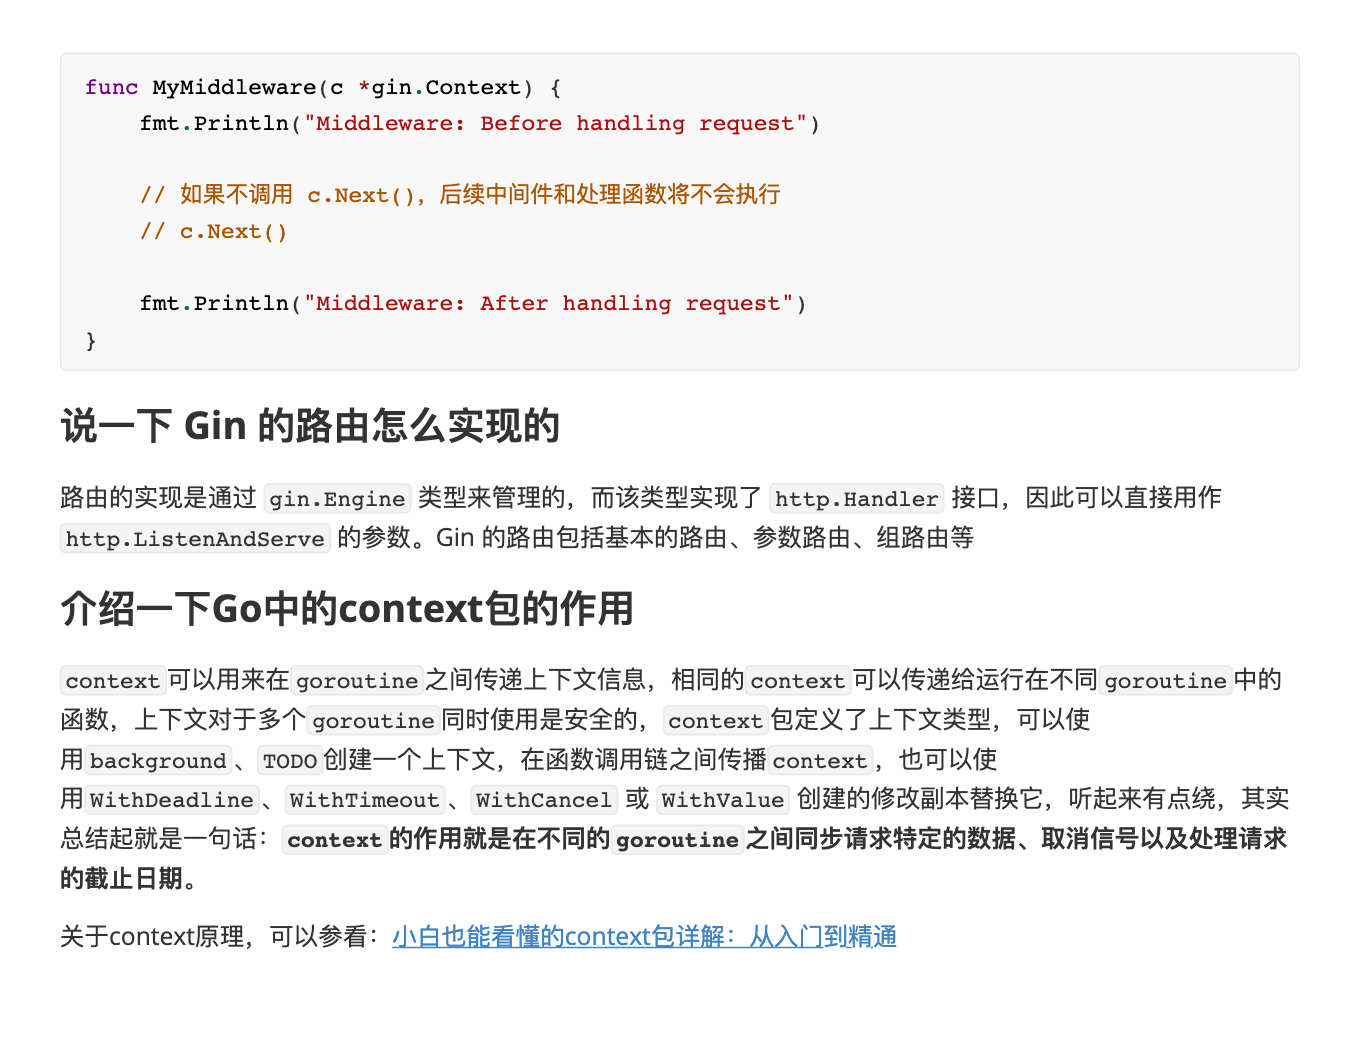 func MyMiddleware(c *gin.Context) {
    fmt.Println("Middleware: Before handling request")
    // 如果不调用 c.Next()，后续中间件和处理函数将不会执行
    // c.Next()
    fmt.Println("Middleware: After handling request")
}
说一下 Gin 的路由怎么实现的
路由的实现是通过 gin.Engine 类型来管理的，而该类型实现了 http.Handler 接口，因此可以直接用作
http.ListenAndServe 的参数。Gin 的路由包括基本的路由、参数路由、组路由等
介绍一下Go中的context包的作用
context可以用来在goroutine之间传递上下文信息，相同的context可以传递给运行在不同goroutine中的
函数，上下文对于多个goroutine同时使用是安全的，context包定义了上下文类型，可以使
用background、TODO创建一个上下文，在函数调用链之间传播context，也可以使
用WithDeadline、WithTimeout、WithCancel 或 WithValue 创建的修改副本替换它，听起来有点绕，其实
总结起就是一句话：context的作用就是在不同的goroutine之间同步请求特定的数据、取消信号以及处理请求
的截止日期。
关于context原理，可以参看：小白也能看懂的context包详解：从入门到精通